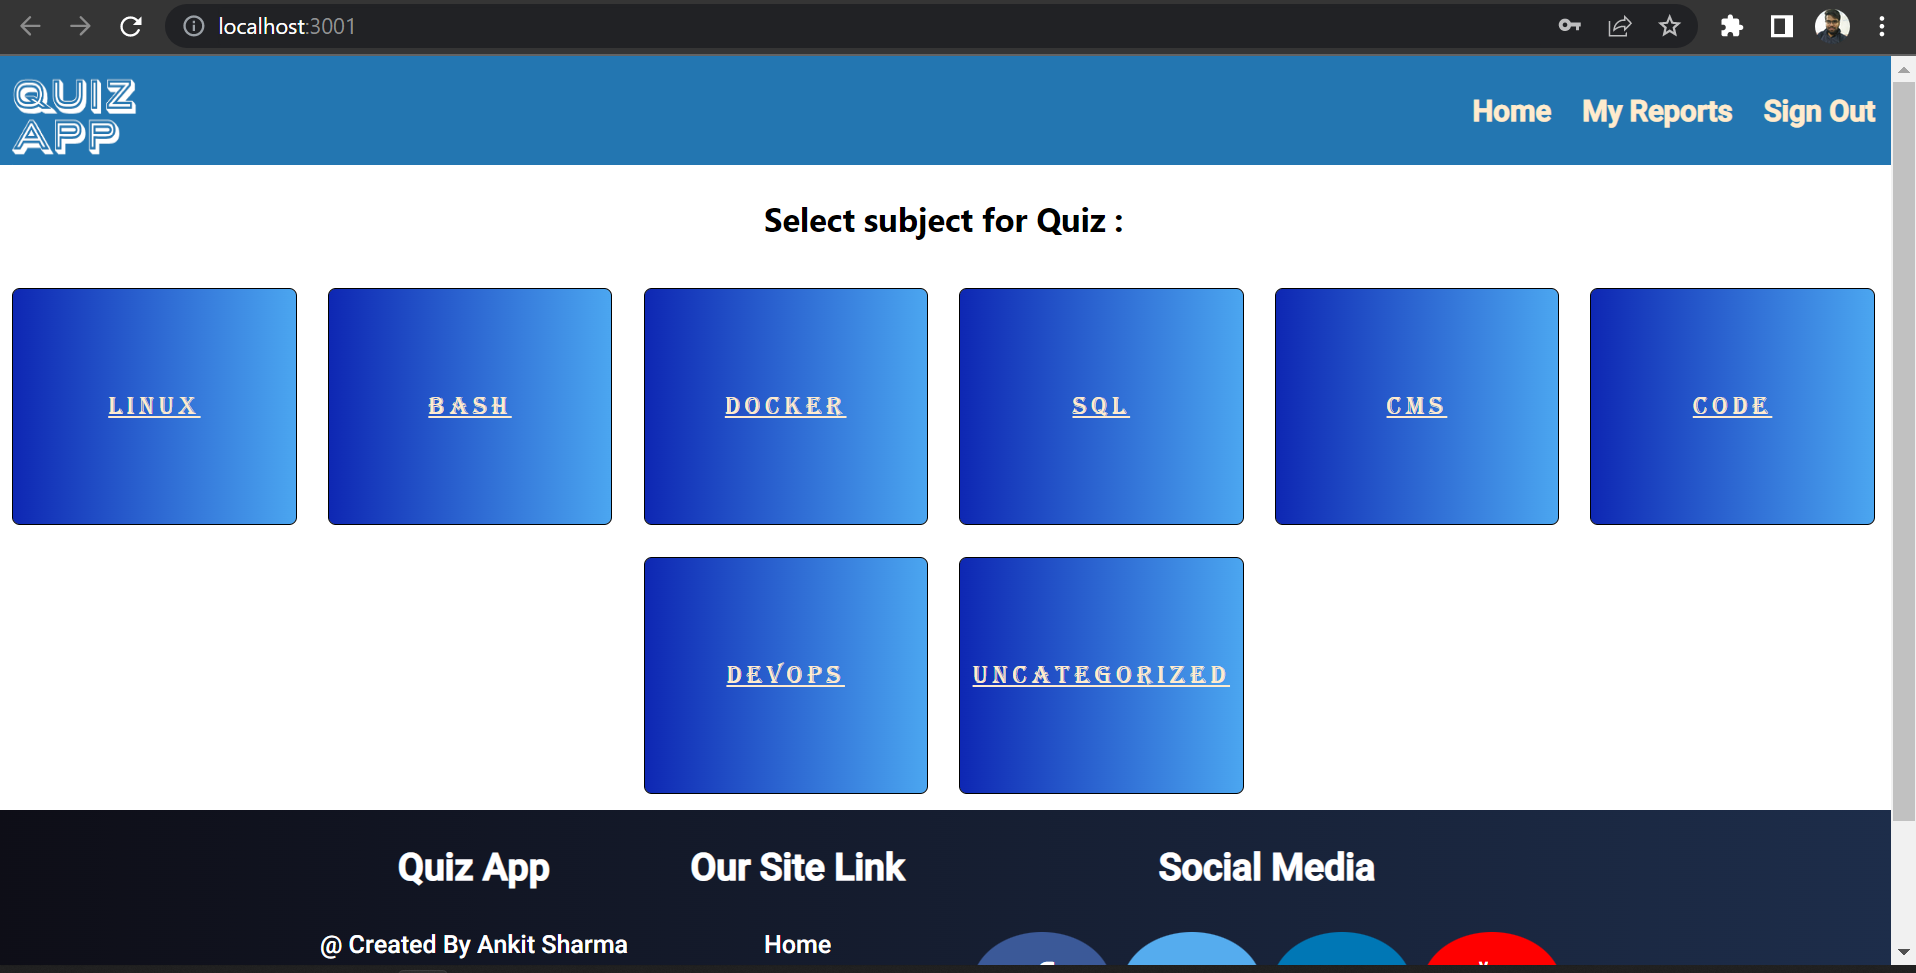 localhost:3001
QUIZ
APP
Home My Reports Sign Out
Select subject for Quiz :
LINUX BASH DOCKER SQL CMS CODE
DEVOPS UNCATEGORIZED
Quiz App Our Site Link Social Media
@ Created By Ankit Sharma Home